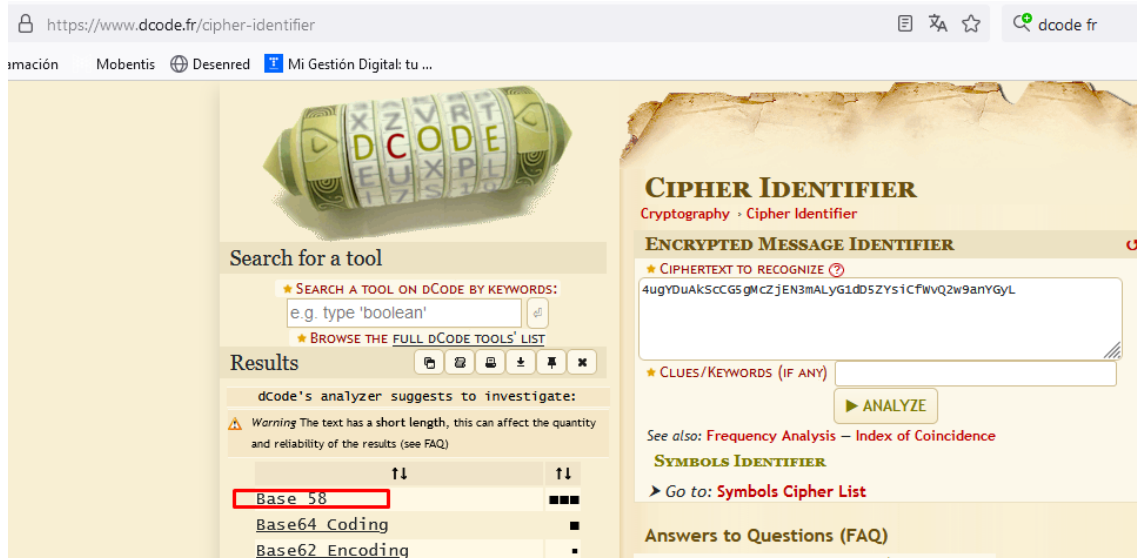 https://www.dcode.fr/cipher-identifier
dcode fr
amación
Mobentis
Desenred
Mi Gestión Digital: tu ...
X Z V R T
D C O D E
E U X P L
I 7 S 1 0
Search for a tool
★ SEARCH A TOOL ON DCODE BY KEYWORDS:
e.g. type 'boolean'
★ BROWSE THE FULL DCODE TOOLS' LIST
Results
dCode's analyzer suggests to investigate:
Warning The text has a short length, this can affect the quantity
and reliability of the results (see FAQ)
↑↓ ↑↓
Base 58
Base64 Coding
Base62 Encoding
CIPHER IDENTIFIER
Cryptography › Cipher Identifier
ENCRYPTED MESSAGE IDENTIFIER
★ CIPHERTEXT TO RECOGNIZE ?
4ugYDuAkScCG5gMcZjEN3mALyG1dD5ZYsiCfWvQ2w9anYGyL
★ CLUES/KEYWORDS (IF ANY)
► ANALYZE
See also: Frequency Analysis — Index of Coincidence
SYMBOLS IDENTIFIER
➤ Go to: Symbols Cipher List
Answers to Questions (FAQ)